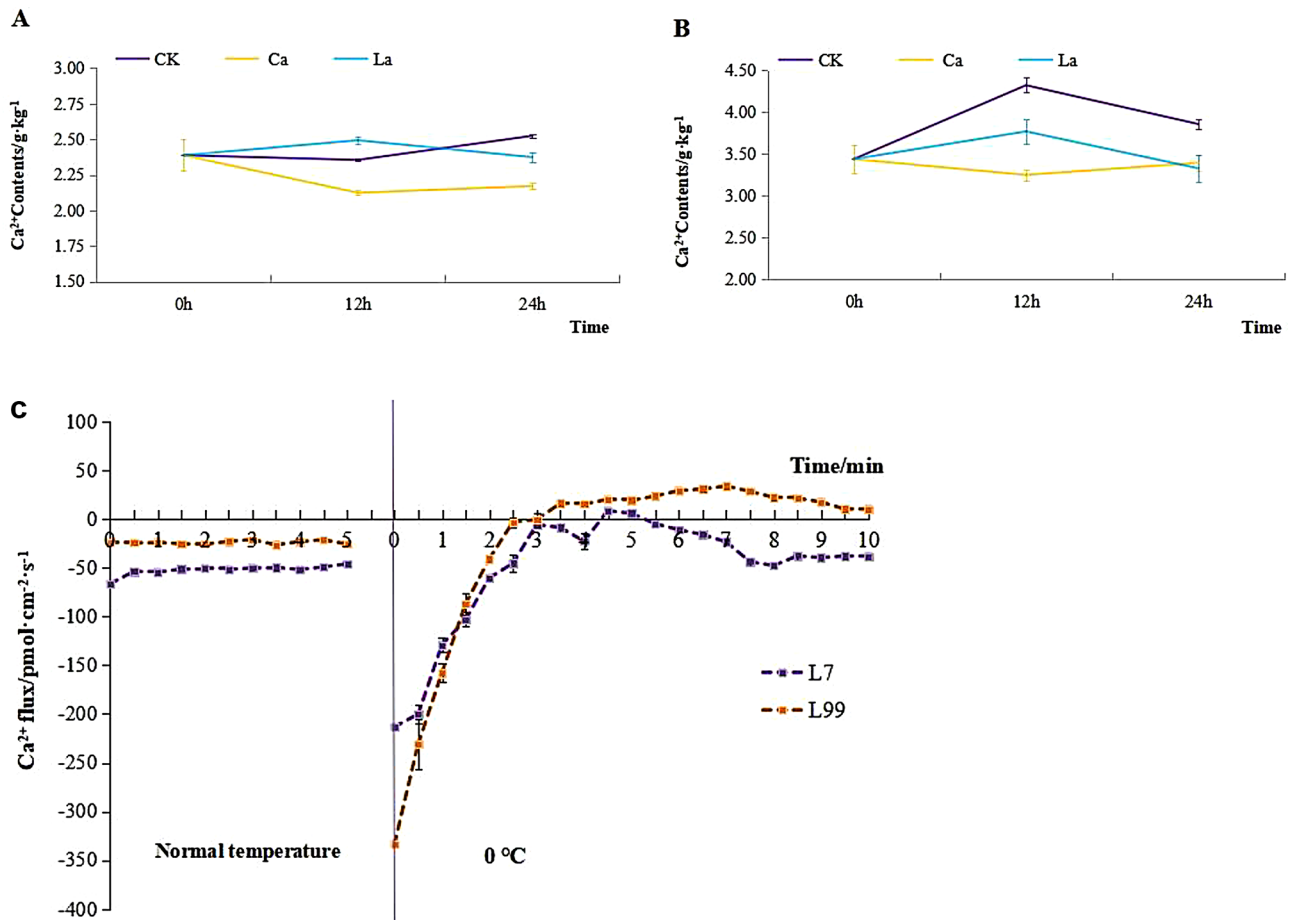 A
CK Ca La
Ca²⁺Contents/g·kg⁻¹
3.00
2.75
2.50
2.25
2.00
1.75
1.50
0h 12h 24h
Time
B
CK Ca La
Ca²⁺Contents/g·kg⁻¹
4.50
4.00
3.50
3.00
2.50
2.00
0h 12h 24h
Time
C
Ca²⁺ flux/pmol·cm⁻²·s⁻¹
100
50
0
-50
-100
-150
-200
-250
-300
-350
-400
Time/min
0 1 2 3 4 5 0 1 2 3 4 5 6 7 8 9 10
L7
L99
Normal temperature 0 °C